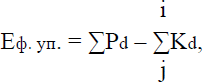 i
Еф. уп. = ∑Pd – ∑Kd,
j